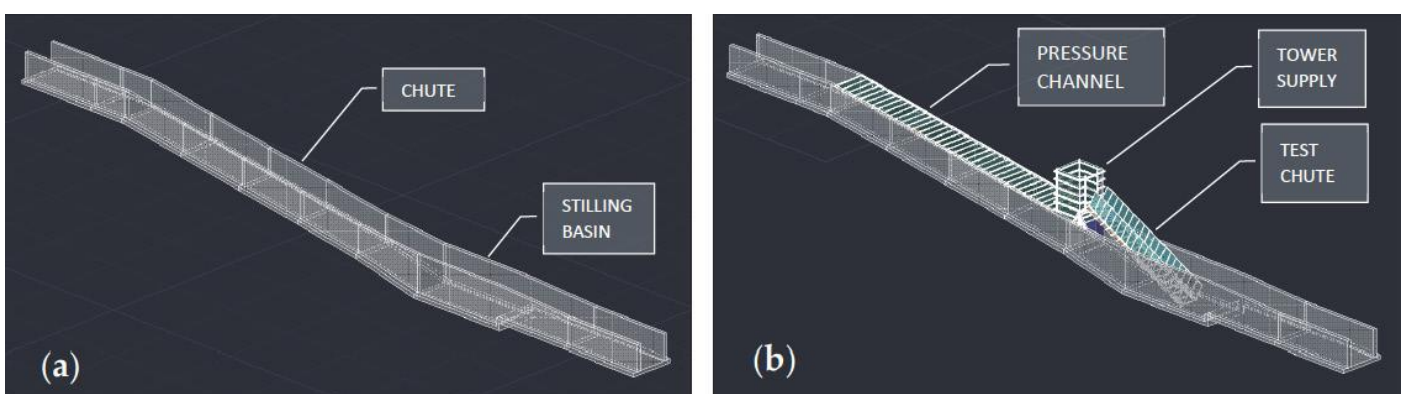 CHUTE
STILLING
BASIN
(a)
PRESSURE
CHANNEL
TOWER
SUPPLY
TEST
CHUTE
(b)